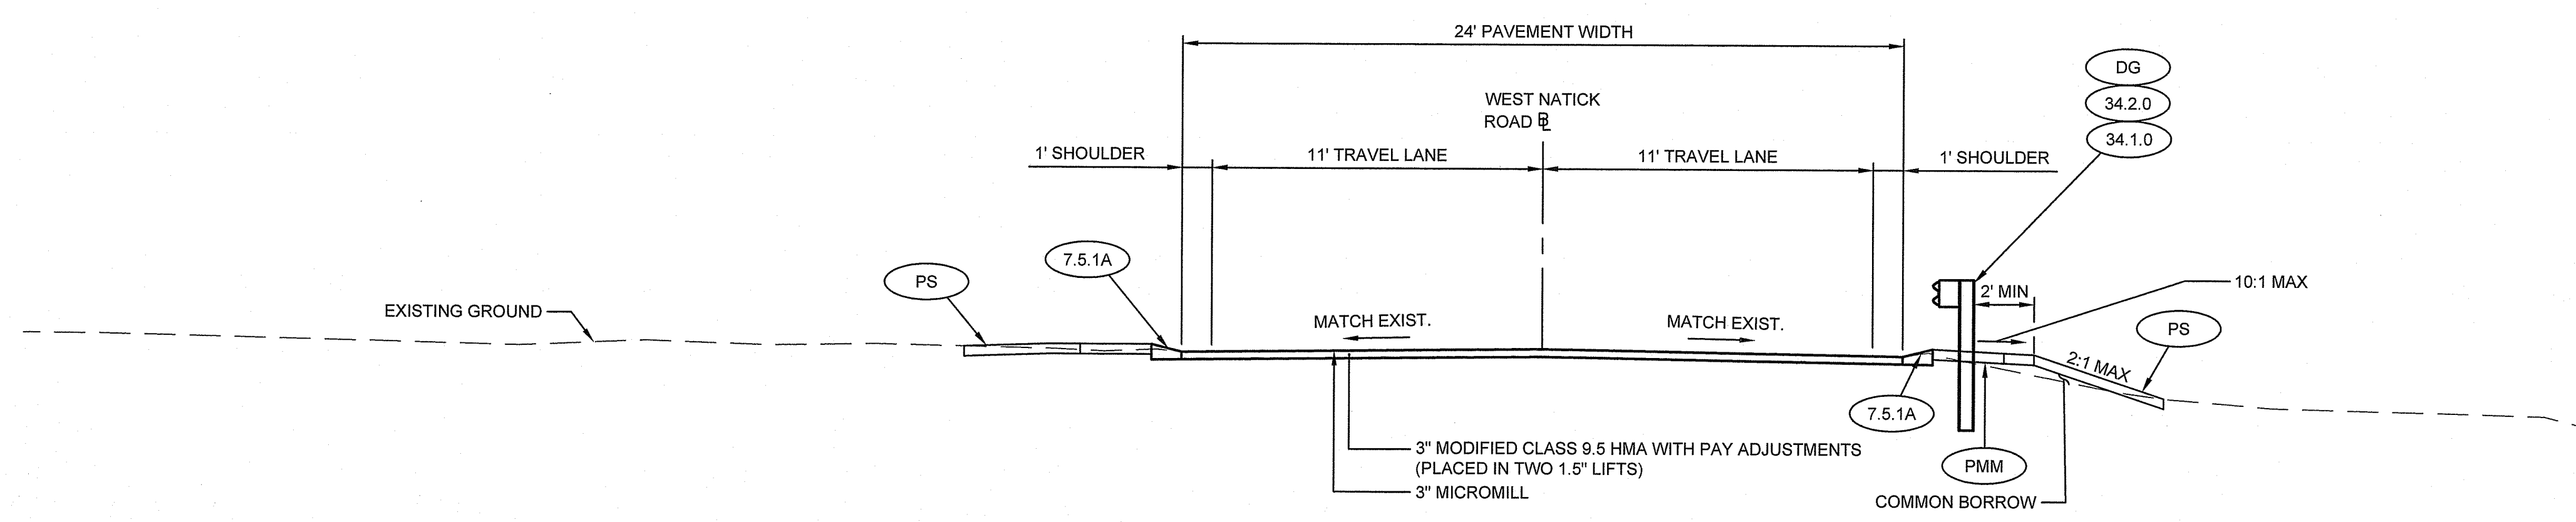 24' PAVEMENT WIDTH
DG
34.2.0
34.1.0
WEST NATICK
ROAD
1' SHOULDER
11' TRAVEL LANE
11' TRAVEL LANE
1' SHOULDER
7.5.1A
PS
EXISTING GROUND
MATCH EXIST.
MATCH EXIST.
2' MIN
10:1 MAX
PS
2:1 MAX
7.5.1A
3" MODIFIED CLASS 9.5 HMA WITH PAY ADJUSTMENTS
(PLACED IN TWO 1.5" LIFTS)
3" MICROMILL
PMM
COMMON BORROW